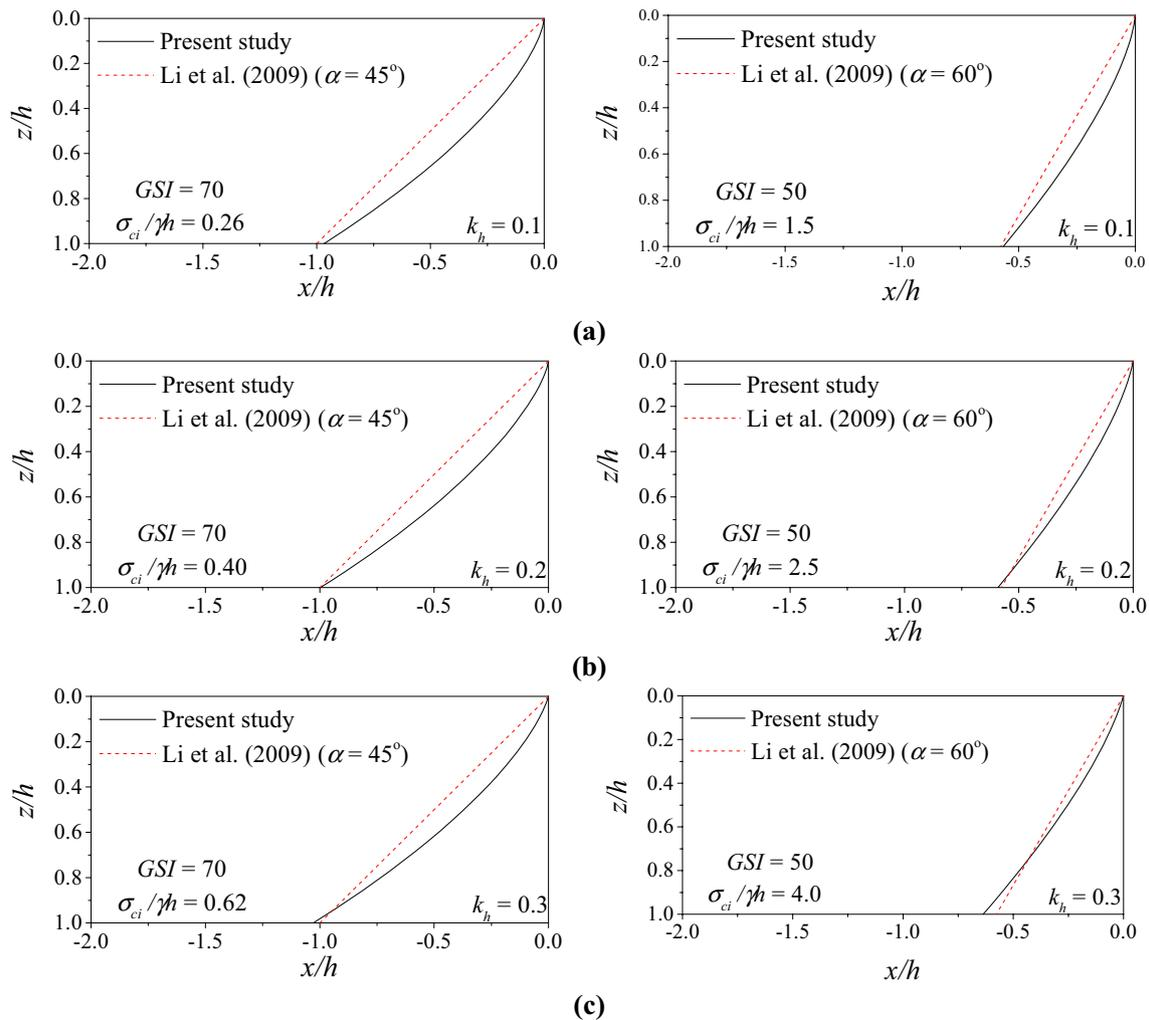 0.0
0.2
0.4
0.6
0.8
1.0
z/h
Present study
Li et al. (2009) (α = 45°)
GSI = 70
σci /γh = 0.26
kh = 0.1
-2.0 -1.5 -1.0 -0.5 0.0
x/h
0.0
0.2
0.4
0.6
0.8
1.0
z/h
Present study
Li et al. (2009) (α = 60°)
GSI = 50
σci /γh = 1.5
kh = 0.1
-2.0 -1.5 -1.0 -0.5 0.0
x/h
(a)
0.0
0.2
0.4
0.6
0.8
1.0
z/h
Present study
Li et al. (2009) (α = 45°)
GSI = 70
σci /γh = 0.40
kh = 0.2
-2.0 -1.5 -1.0 -0.5 0.0
x/h
0.0
0.2
0.4
0.6
0.8
1.0
z/h
Present study
Li et al. (2009) (α = 60°)
GSI = 50
σci /γh = 2.5
kh = 0.2
-2.0 -1.5 -1.0 -0.5 0.0
x/h
(b)
0.0
0.2
0.4
0.6
0.8
1.0
z/h
Present study
Li et al. (2009) (α = 45°)
GSI = 70
σci /γh = 0.62
kh = 0.3
-2.0 -1.5 -1.0 -0.5 0.0
x/h
0.0
0.2
0.4
0.6
0.8
1.0
z/h
Present study
Li et al. (2009) (α = 60°)
GSI = 50
σci /γh = 4.0
kh = 0.3
-2.0 -1.5 -1.0 -0.5 0.0
x/h
(c)